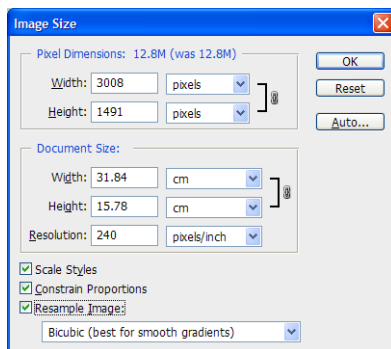 Image Size
Pixel Dimensions: 12.8M (was 12.8M)
Width: 3008 pixels
Height: 1491 pixels
OK
Reset
Auto...
Document Size:
Width: 31.84 cm
Height: 15.78 cm
Resolution: 240 pixels/inch
Scale Styles
Constrain Proportions
Resample Image:
Bicubic (best for smooth gradients)